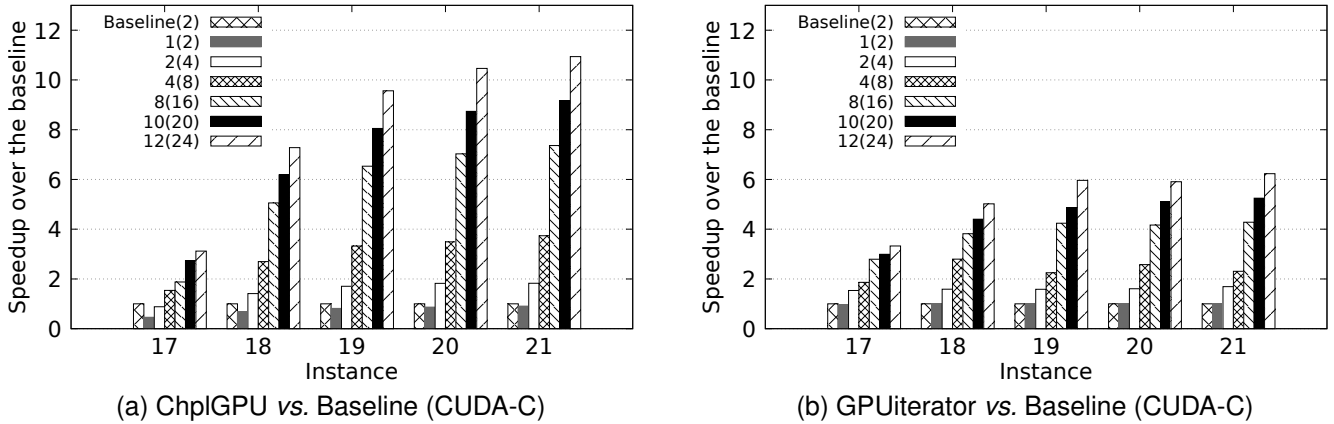 Speedup over the baseline
12
10
8
6
4
2
0
Baseline(2)
1(2)
2(4)
4(8)
8(16)
10(20)
12(24)
17 18 19 20 21
Instance
(a) ChplGPU vs. Baseline (CUDA-C)
Speedup over the baseline
12
10
8
6
4
2
0
Baseline(2)
1(2)
2(4)
4(8)
8(16)
10(20)
12(24)
17 18 19 20 21
Instance
(b) GPUiterator vs. Baseline (CUDA-C)